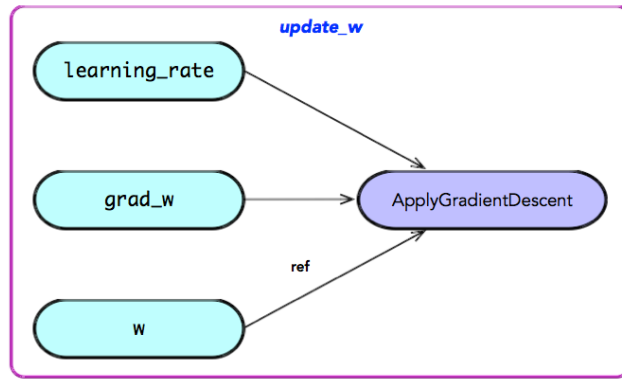 update_w
learning_rate
grad_w
ApplyGradientDescent
ref
w